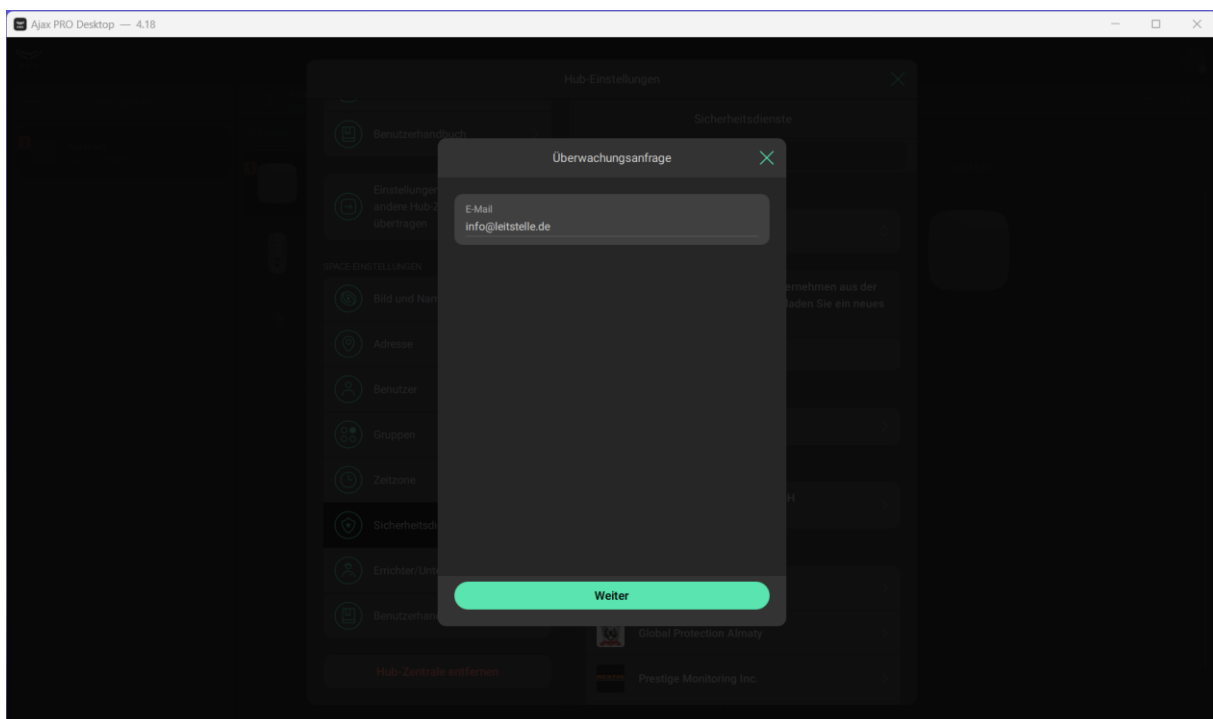 Ajax PRO Desktop — 4.18
Hub-Einstellungen
Sicherheitsdienste
Benutzerhandbuch
Überwachungsanfrage
Einstellungen
andere Hub-Z
übertragen
E-Mail
info@leitstelle.de
SPACE-EINSTELLUNGEN
ernehmen aus der
laden Sie ein neues
Bild und Nam
Adresse
Benutzer
Gruppen
Zeitzone
H
Sicherheitsdi
Errichter/Unt
Weiter
Benutzerhan
Global Protection Almaty
Hub-Zentrale entfernen
Prestige Monitoring Inc.